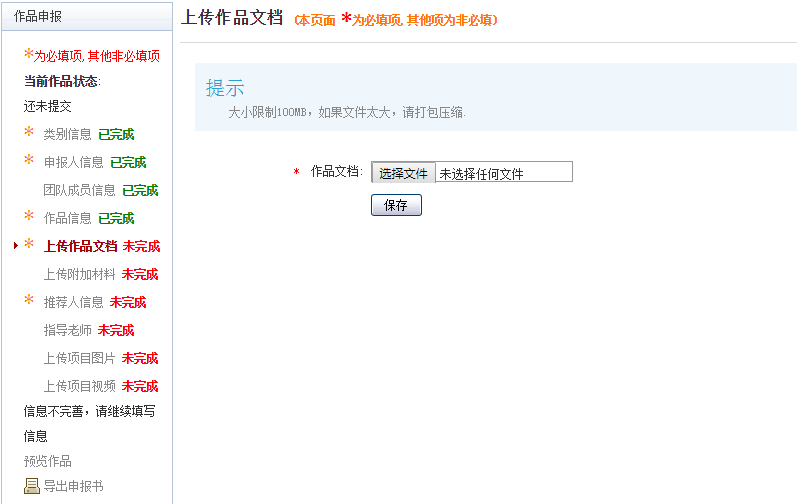 作品申报
*为必填项, 其他非必填项
当前作品状态:
还未提交
* 类别信息 已完成
* 申报人信息 已完成
团队成员信息 已完成
* 作品信息 已完成
* 上传作品文档 未完成
上传附加材料 未完成
* 推荐人信息 未完成
指导老师 未完成
上传项目图片 未完成
上传项目视频 未完成
信息不完善，请继续填写
信息
预览作品
导出申报书
上传作品文档 (本页面 *为必填项, 其他项为非必填)
提示
大小限制100MB，如果文件太大，请打包压缩.
* 作品文档: 选择文件 未选择任何文件
保存